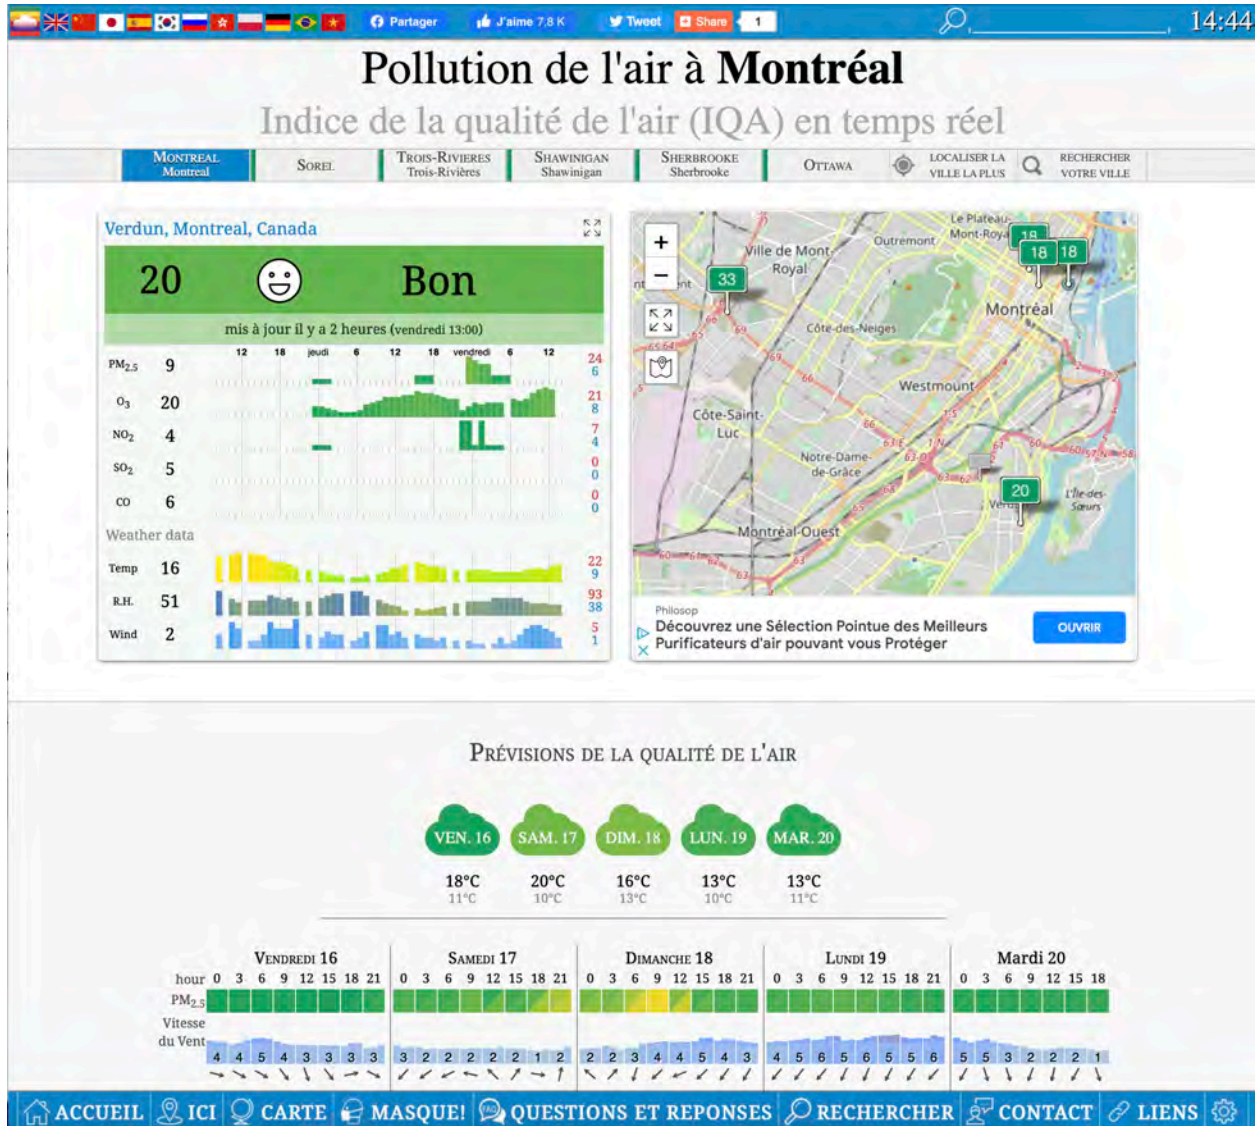 Partager
J'aime 7,8 K
Tweet
Share
1
14:44
Pollution de l'air à Montréal
Indice de la qualité de l'air (IQA) en temps réel
MONTREAL
Montreal
SOREL
TROIS-RIVIERES
Trois-Rivières
SHAWINIGAN
Shawinigan
SHERBROOKE
Sherbrooke
OTTAWA
LOCALISER LA
VILLE LA PLUS
RECHERCHER
VOTRE VILLE
Verdun, Montreal, Canada
20 Bon
mis à jour il y a 2 heures (vendredi 13:00)
12 18 jeudi 6 12 18 vendredi 6 12
PM2.5 9 24 6
O3 20 21 8
NO2 4 7 4
SO2 5 0 0
CO 6 0 0
Weather data
Temp 16 22 9
R.H. 51 93 38
Wind 2 5 1
+
−
Le Plateau-
Mont-Roya
Outremont
Ville de Mont-
Royal
18
18
18
33
Montréal
Côte-des-Neiges
Westmount
Côte-Saint-
Luc
Notre-Dame-
de-Grâce
20
L'Île-des-
Sœurs
Montréal-Ouest
Philosop
Découvrez une Sélection Pointue des Meilleurs
Purificateurs d'air pouvant vous Protéger
OUVRIR
PRÉVISIONS DE LA QUALITÉ DE L'AIR
VEN. 16 SAM. 17 DIM. 18 LUN. 19 MAR. 20
18°C 20°C 16°C 13°C 13°C
11°C 10°C 13°C 10°C 11°C
VENDREDI 16 SAMEDI 17 DIMANCHE 18 LUNDI 19 Mardi 20
hour 0 3 6 9 12 15 18 21 0 3 6 9 12 15 18 21 0 3 6 9 12 15 18 21 0 3 6 9 12 15 18 21 0 3 6 9 12 15 18
PM2.5
Vitesse
du Vent
4 4 5 4 3 3 3 3 3 2 2 2 2 2 1 2 2 2 3 4 4 5 4 3 4 5 6 5 6 5 5 6 5 5 3 2 2 2 1
ACCUEIL ICI CARTE MASQUE! QUESTIONS ET REPONSES RECHERCHER CONTACT LIENS